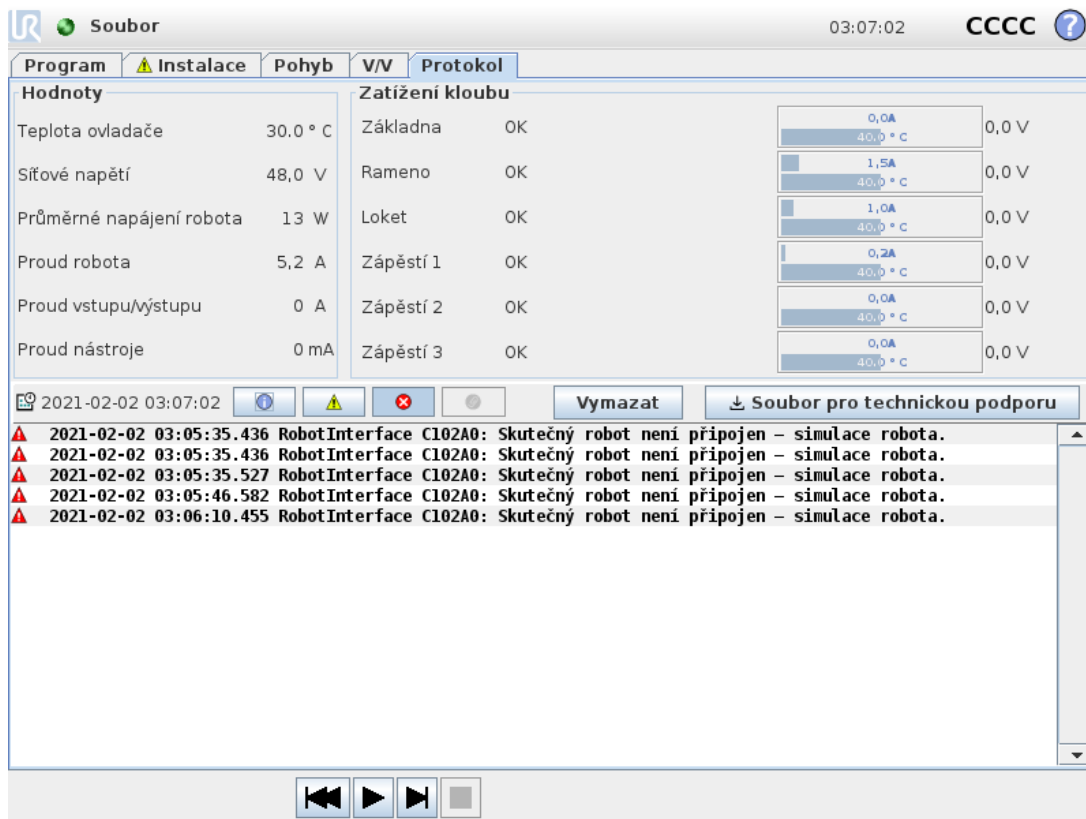 UR Soubor 03:07:02 CCCC ?
Program Instalace Pohyb V/V Protokol
Hodnoty
Teplota ovladače 30.0 ° C
Síťové napětí 48,0 V
Průměrné napájení robota 13 W
Proud robota 5,2 A
Proud vstupu/výstupu 0 A
Proud nástroje 0 mA
Zatížení kloubu
Základna OK 0,0A 40,0 ° C 0,0 V
Rameno OK 1,5A 40,0 ° C 0,0 V
Loket OK 1,0A 40,0 ° C 0,0 V
Zápěstí 1 OK 0,2A 40,0 ° C 0,0 V
Zápěstí 2 OK 0,0A 40,0 ° C 0,0 V
Zápěstí 3 OK 0,0A 40,0 ° C 0,0 V
2021-02-02 03:07:02 Vymazat Soubor pro technickou podporu
2021-02-02 03:05:35.436 RobotInterface C102A0: Skutečný robot není připojen – simulace robota.
2021-02-02 03:05:35.436 RobotInterface C102A0: Skutečný robot není připojen – simulace robota.
2021-02-02 03:05:35.527 RobotInterface C102A0: Skutečný robot není připojen – simulace robota.
2021-02-02 03:05:46.582 RobotInterface C102A0: Skutečný robot není připojen – simulace robota.
2021-02-02 03:06:10.455 RobotInterface C102A0: Skutečný robot není připojen – simulace robota.